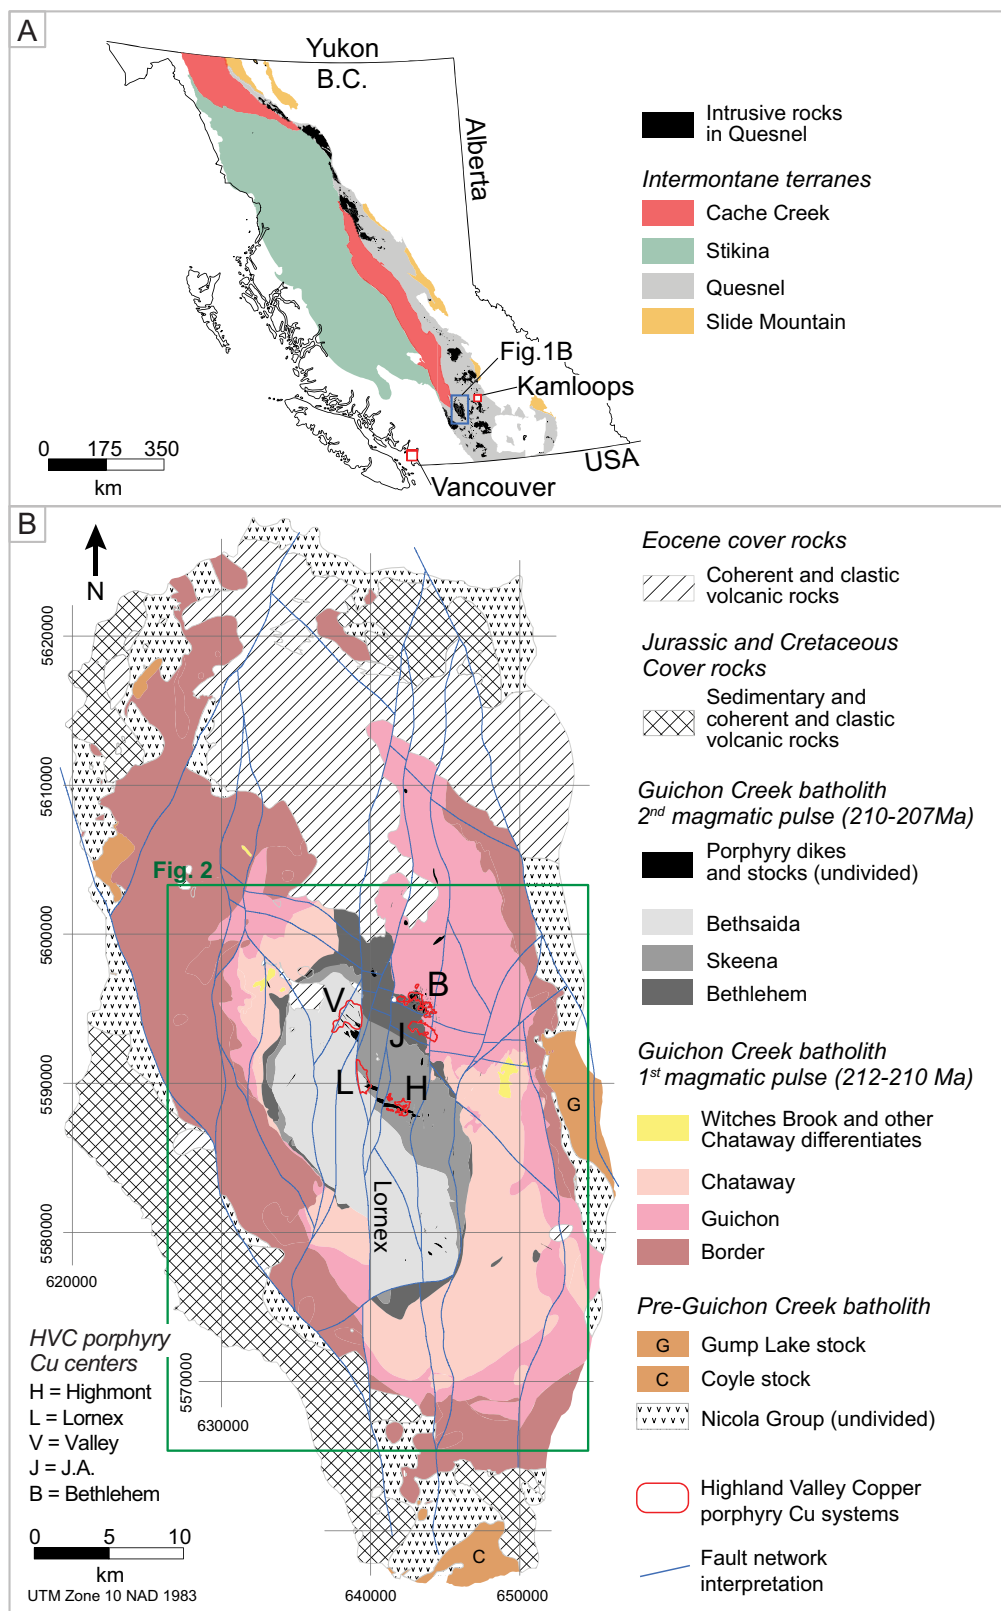 A
Yukon
B.C.
Alberta
Intrusive rocks
in Quesnel
Intermontane terranes
Cache Creek
Stikina
Quesnel
Slide Mountain
Fig.1B
Kamloops
USA
Vancouver
0 175 350
km
B
N
5620000
5610000
5600000
5590000
5580000
5570000
620000
630000
640000
650000
Fig. 2
V
B
J
L
H
G
Lornex
C
Eocene cover rocks
Coherent and clastic
volcanic rocks
Jurassic and Cretaceous
Cover rocks
Sedimentary and
coherent and clastic
volcanic rocks
Guichon Creek batholith
2nd magmatic pulse (210-207Ma)
Porphyry dikes
and stocks (undivided)
Bethsaida
Skeena
Bethlehem
Guichon Creek batholith
1st magmatic pulse (212-210 Ma)
Witches Brook and other
Chataway differentiates
Chataway
Guichon
Border
Pre-Guichon Creek batholith
G Gump Lake stock
C Coyle stock
Nicola Group (undivided)
Highland Valley Copper
porphyry Cu systems
Fault network
interpretation
HVC porphyry
Cu centers
H = Highmont
L = Lornex
V = Valley
J = J.A.
B = Bethlehem
0 5 10
km
UTM Zone 10 NAD 1983